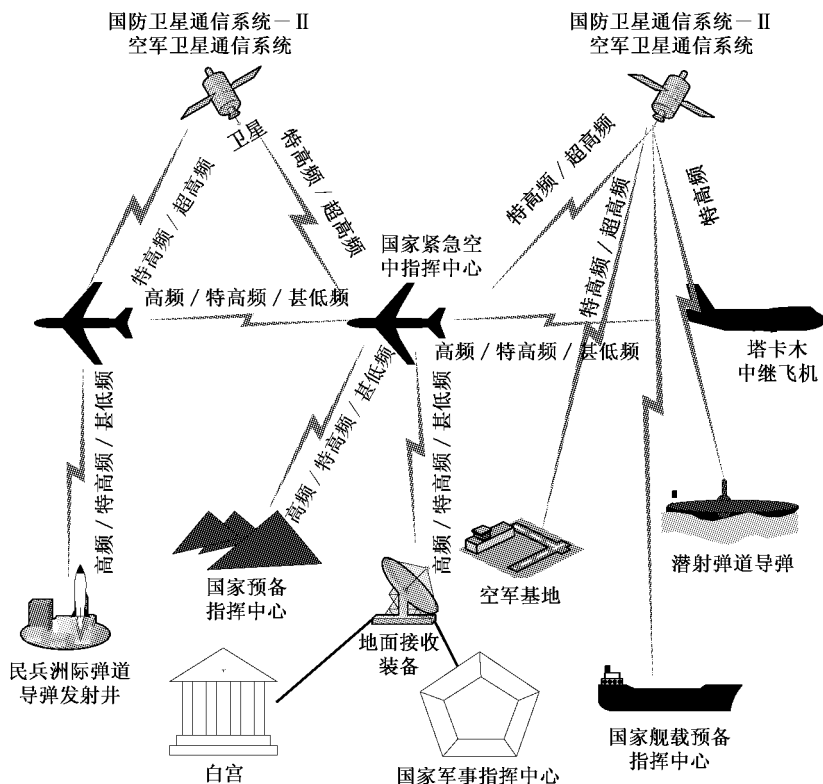 国防卫星通信系统－II
空军卫星通信系统
国防卫星通信系统－II
空军卫星通信系统
卫星
特高频/超高频
特高频/超高频
特高频/超高频
特高频/超高频
特高频
国家紧急空
中指挥中心
高频/特高频/甚低频
高频/特高频/甚低频
塔卡木
中继飞机
高频/特高频/甚低频
高频/特高频/甚低频
高频/特高频/甚低频
国家预备
指挥中心
空军基地
潜射弹道导弹
民兵洲际弹道
导弹发射井
地面接收
装备
白宫
国家军事指挥中心
国家舰载预备
指挥中心